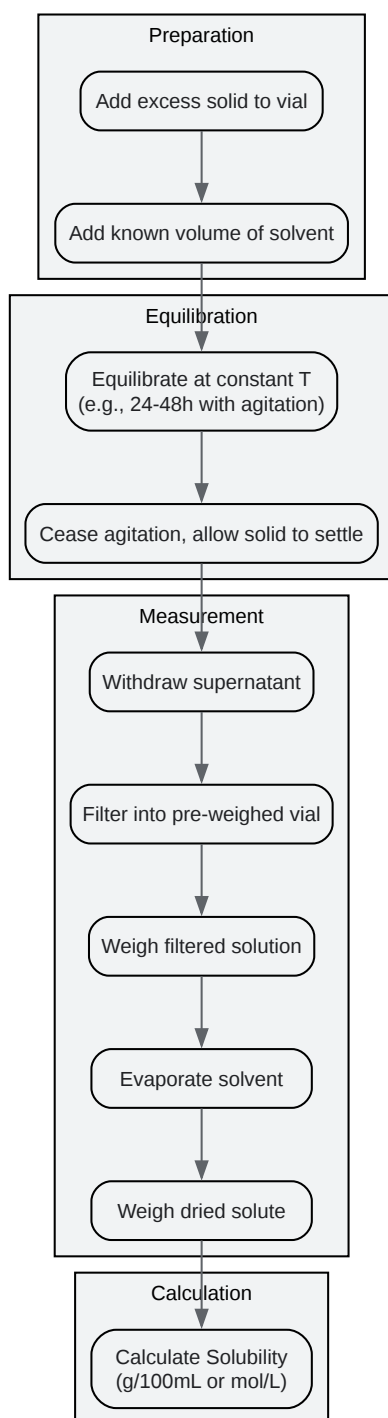 Preparation
Add excess solid to vial
Add known volume of solvent
Equilibration
Equilibrate at constant T
(e.g., 24-48h with agitation)
Cease agitation, allow solid to settle
Measurement
Withdraw supernatant
Filter into pre-weighed vial
Weigh filtered solution
Evaporate solvent
Weigh dried solute
Calculation
Calculate Solubility
(g/100mL or mol/L)